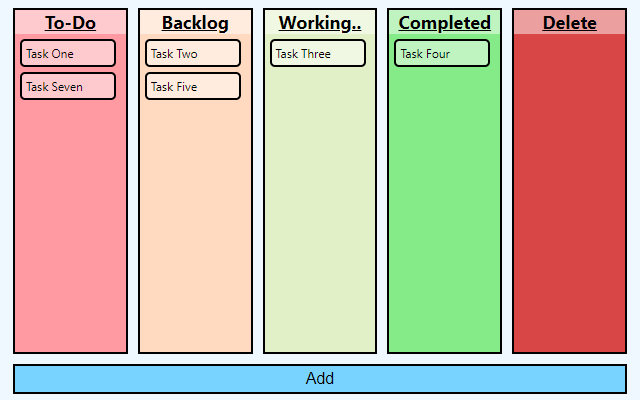 To-Do
Task One
Task Seven
Backlog
Task Two
Task Five
Working..
Task Three
Completed
Task Four
Delete
Add